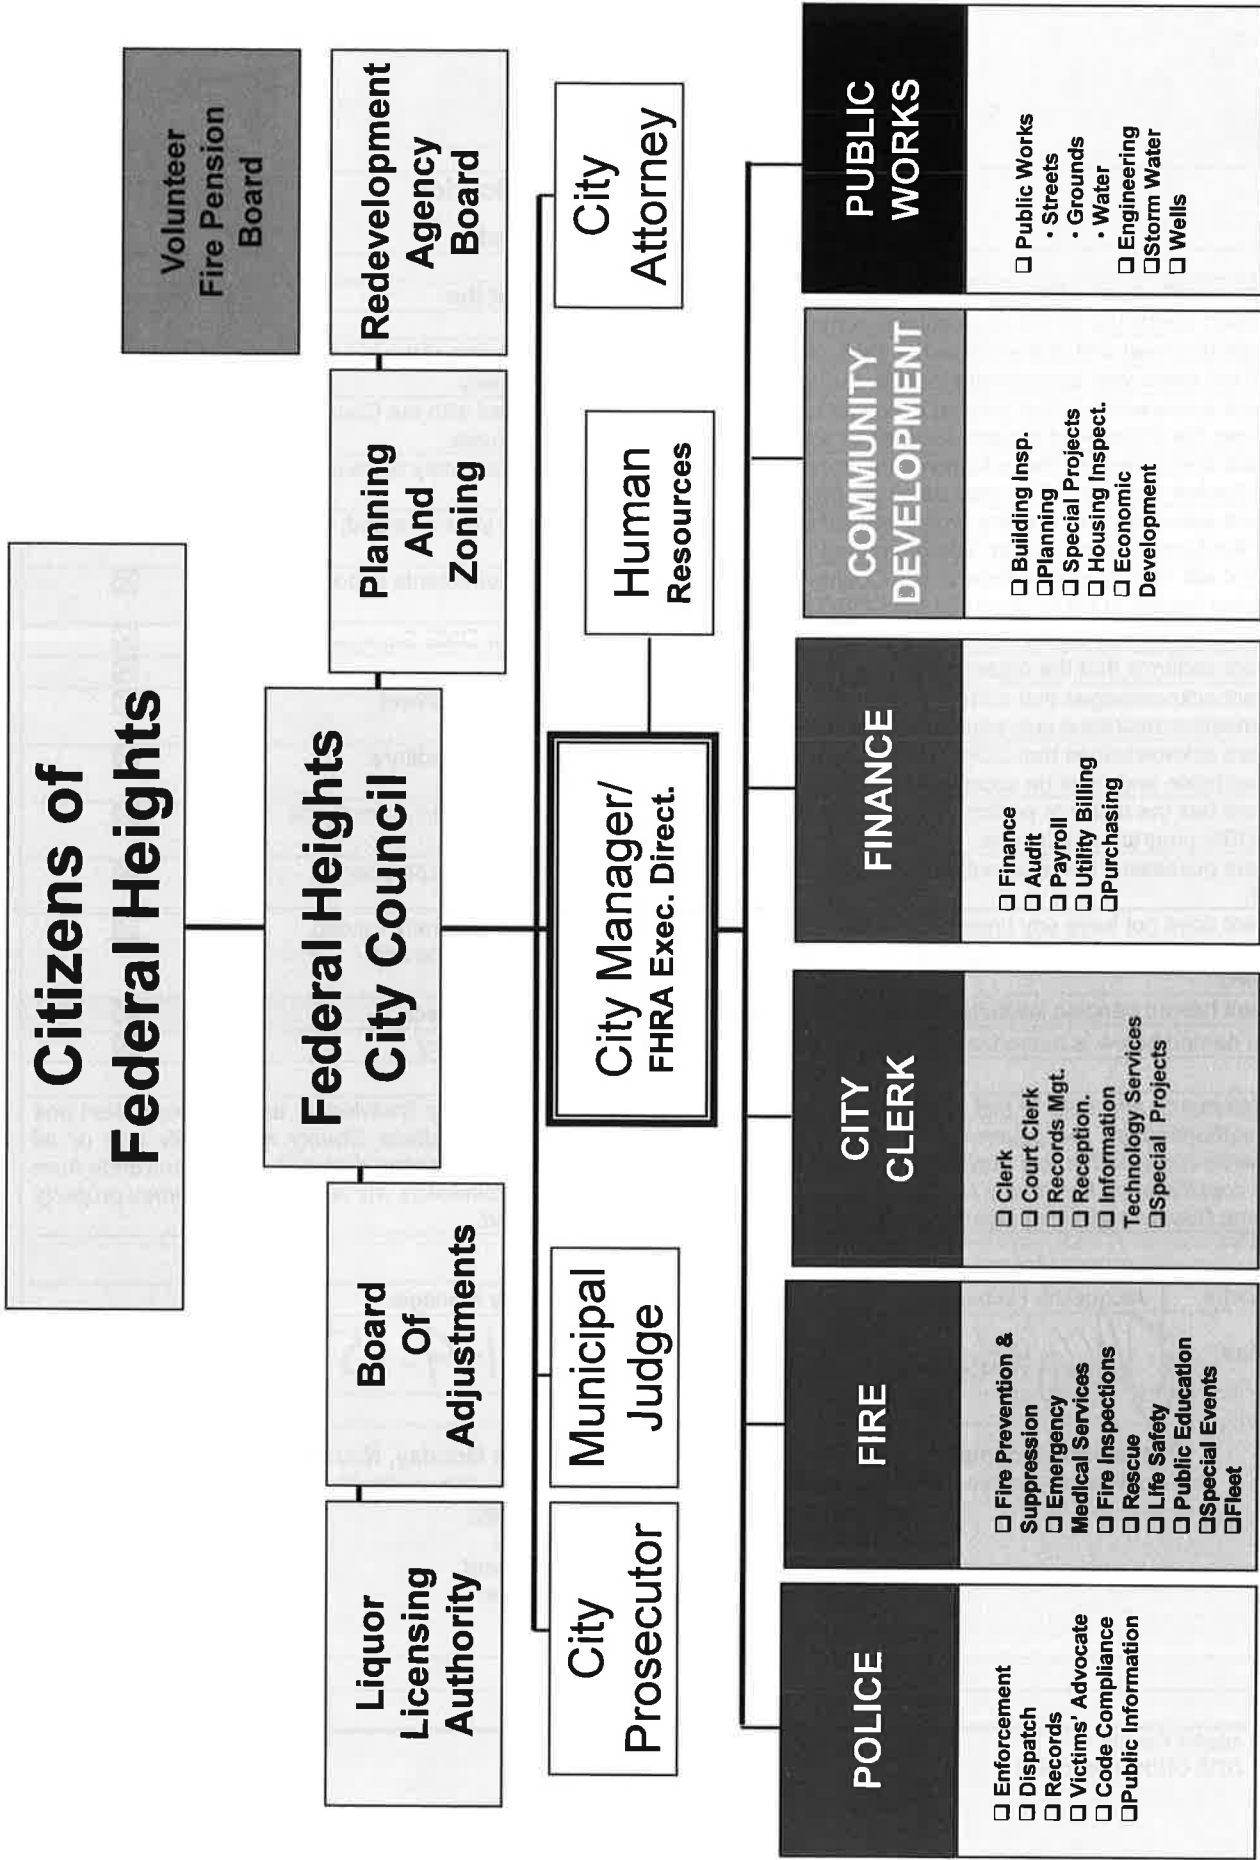 Citizens of
Federal Heights
Volunteer
Fire Pension
Board
Federal Heights
City Council
Liquor
Licensing
Authority
Board
Of
Adjustments
Planning
And
Zoning
Redevelopment
Agency
Board
City
Prosecutor
Municipal
Judge
City Manager/
FHRA Exec. Direct.
Human
Resources
City
Attorney
POLICE
❑ Enforcement
❑ Dispatch
❑ Records
❑ Victims' Advocate
❑ Code Compliance
❑Public Information
FIRE
❑ Fire Prevention &
Suppression
❑ Emergency
Medical Services
❑ Fire Inspections
❑ Rescue
❑ Life Safety
❑ Public Education
❑Special Events
❑Fleet
CITY
CLERK
❑ Clerk
❑ Court Clerk
❑ Records Mgt.
❑ Reception.
❑ Information
Technology Services
❑Special Projects
FINANCE
❑ Finance
❑ Audit
❑ Payroll
❑ Utility Billing
❑Purchasing
COMMUNITY
DEVELOPMENT
❑ Building Insp.
❑Planning
❑ Special Projects
❑ Housing Inspect.
❑ Economic
Development
PUBLIC
WORKS
❑ Public Works
• Streets
• Grounds
• Water
❑ Engineering
❑Storm Water
❑ Wells